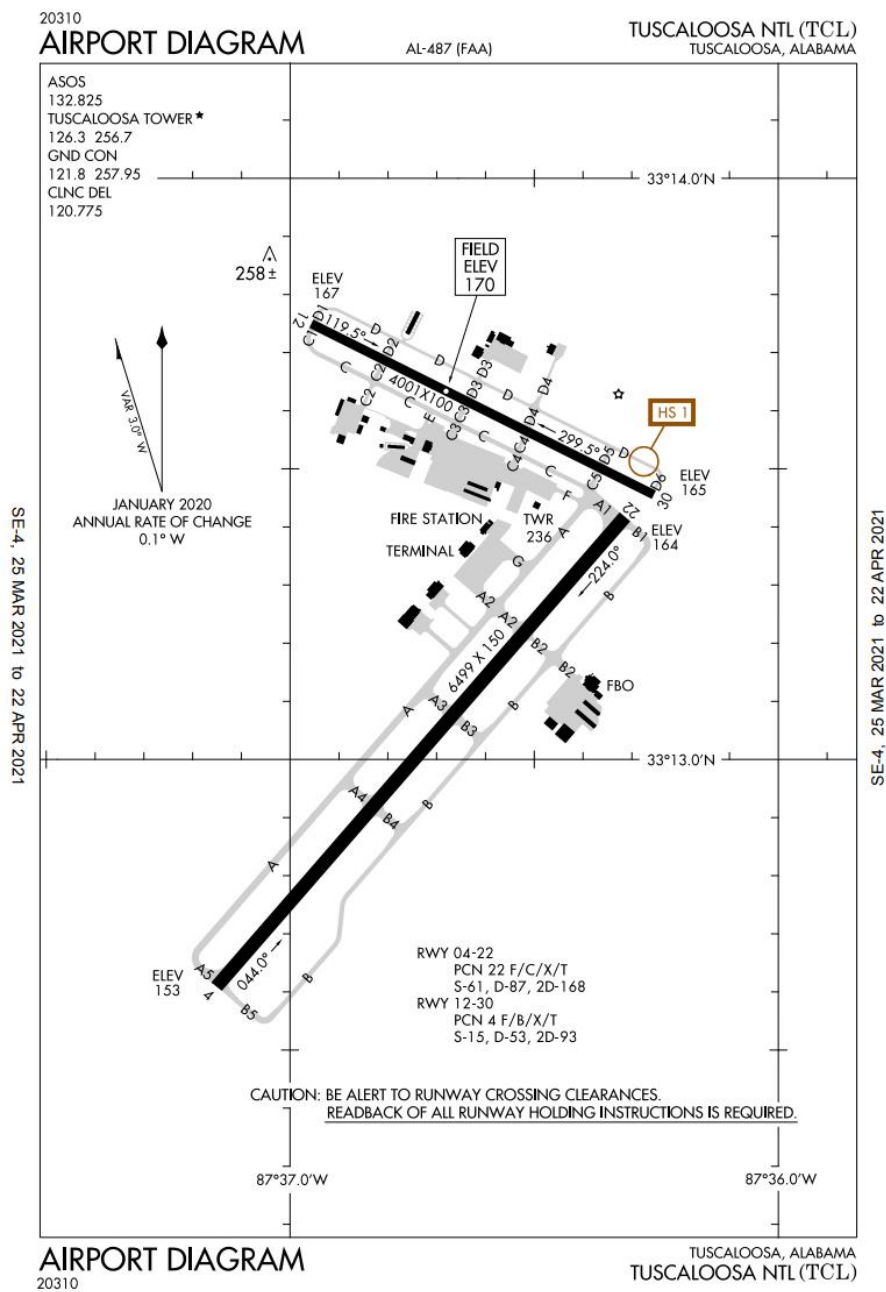 20310
AIRPORT DIAGRAM
AL-487 (FAA)
TUSCALOOSA NTL (TCL)
TUSCALOOSA, ALABAMA
ASOS
132.825
TUSCALOOSA TOWER
126.3 256.7
GND CON
121.8 257.95
CLNC DEL
120.775
33°14.0'N
258±
FIELD
ELEV
170
ELEV
167
12
D1
119.5°
C1
D
D2
C2
C2
C
D
4001X100
C
E
D3
D3
C3
C3
D
D4
D4
C4
C4
C
299.5°
D
D5
C5
C
HS 1
D6
30
ELEV
165
VAR 3.0° W
JANUARY 2020
ANNUAL RATE OF CHANGE
0.1° W
FIRE STATION
TWR
236
F
A1
22
B1
ELEV
164
A
TERMINAL
G
224.0°
B
A2
A2
B2
B2
6499 X 150
FBO
A
A3
B3
B
33°13.0'N
A4
B4
B
A
A5
044.0°
ELEV
153
4
B5
B
RWY 04-22
PCN 22 F/C/X/T
S-61, D-87, 2D-168
RWY 12-30
PCN 4 F/B/X/T
S-15, D-53, 2D-93
CAUTION: BE ALERT TO RUNWAY CROSSING CLEARANCES.
READBACK OF ALL RUNWAY HOLDING INSTRUCTIONS IS REQUIRED.
87°37.0'W
87°36.0'W
SE-4, 25 MAR 2021 to 22 APR 2021
SE-4, 25 MAR 2021 to 22 APR 2021
AIRPORT DIAGRAM
20310
TUSCALOOSA, ALABAMA
TUSCALOOSA NTL (TCL)